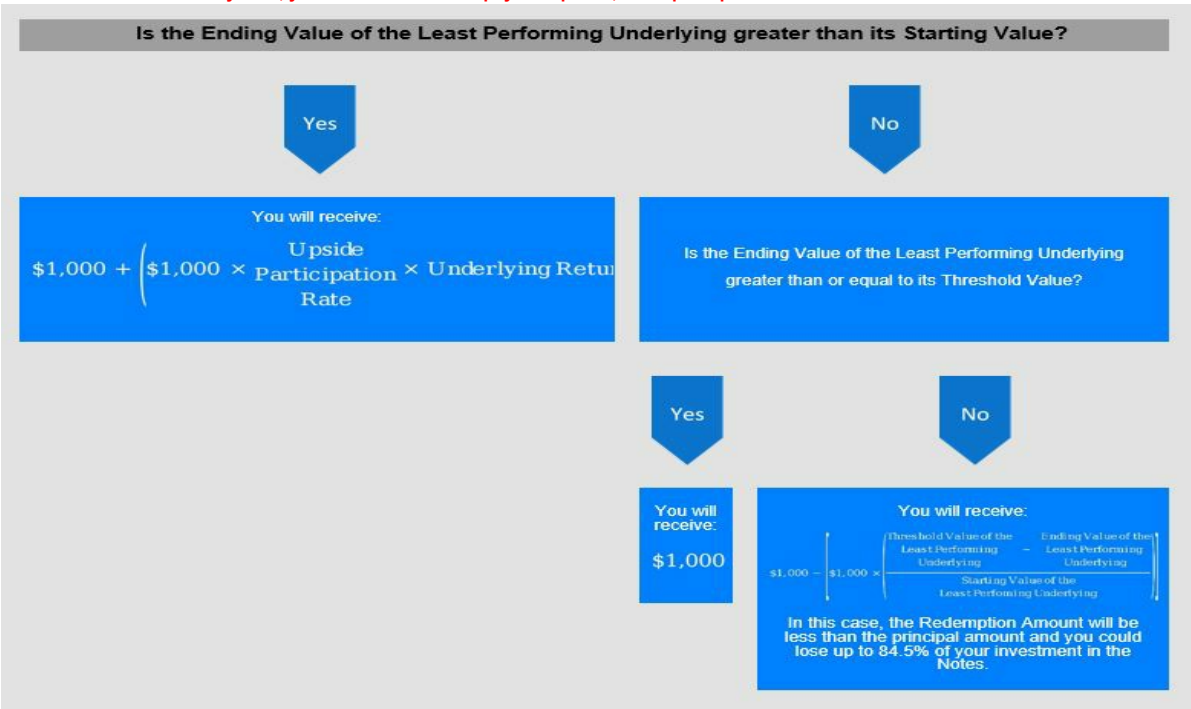 Is the Ending Value of the Least Performing Underlying greater than its Starting Value?
Yes
No
You will receive:
$1,000 + ($1,000 × Upside Participation Rate × Underlying Retu
Is the Ending Value of the Least Performing Underlying
greater than or equal to its Threshold Value?
Yes
No
You will
receive:
$1,000
You will receive:
$1,000 − [$1,000 × (Threshold Value of the Least Performing Underlying − Ending Value of the Least Performing Underlying
Starting Value of the
Least Perfoming Underlying)]
In this case, the Redemption Amount will be
less than the principal amount and you could
lose up to 84.5% of your investment in the
Notes.